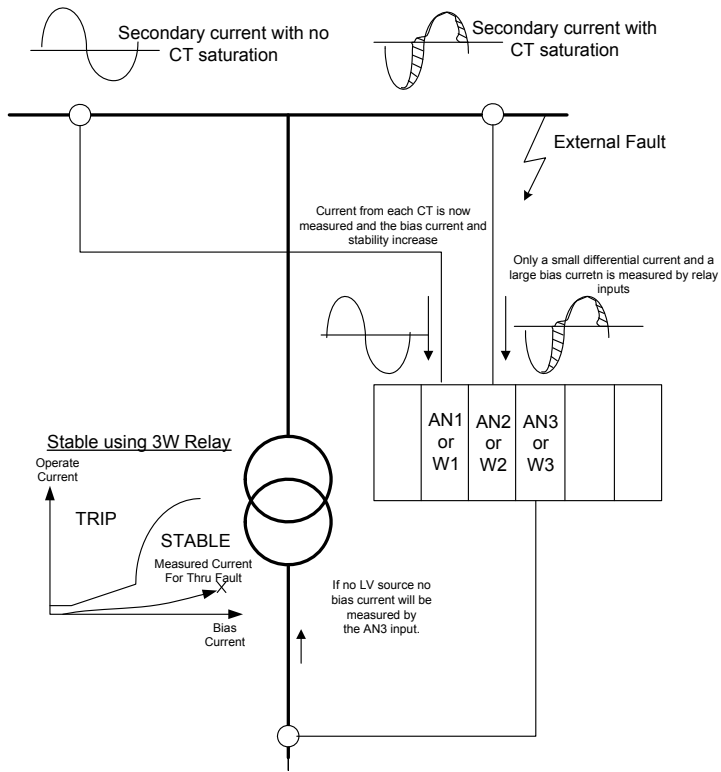 Secondary current with no
CT saturation
Secondary current with
CT saturation
External Fault
Current from each CT is now
measured and the bias current and
stability increase
Only a small differential current and a
large bias curretn is measured by relay
inputs
AN1
or
W1
AN2
or
W2
AN3
or
W3
Stable using 3W Relay
Operate
Current
TRIP
STABLE
Measured Current
For Thru Fault
X
Bias
Current
If no LV source no
bias current will be
measured by
the AN3 input.